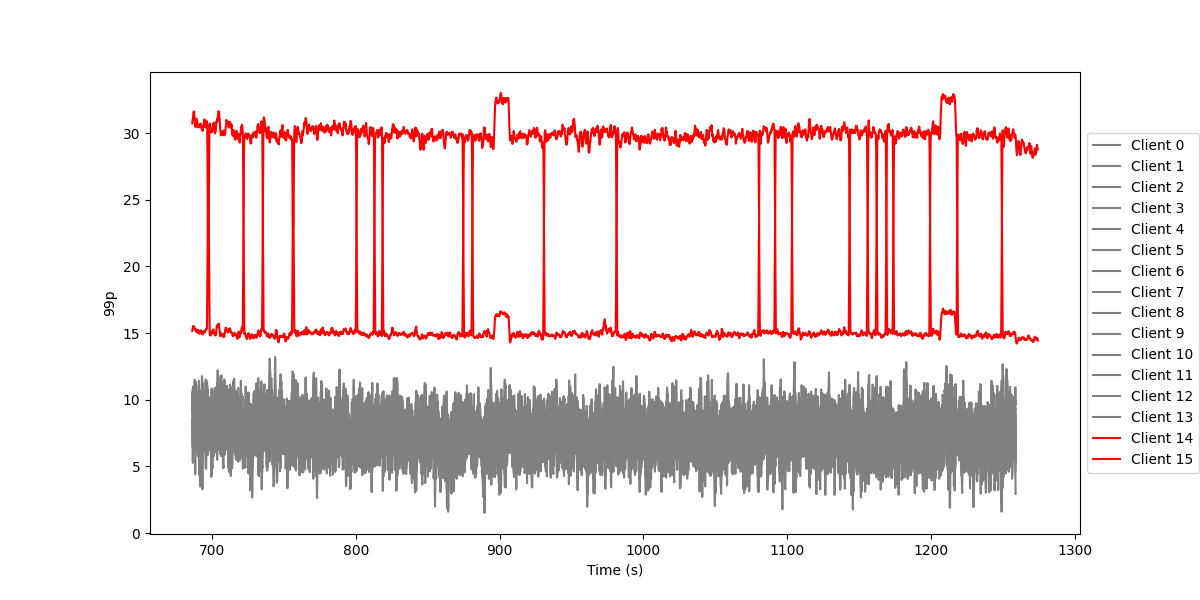 99p
30
25
20
15
10
5
0
700
800
900
1000
1100
1200
1300
Time (s)
Client 0
Client 1
Client 2
Client 3
Client 4
Client 5
Client 6
Client 7
Client 8
Client 9
Client 10
Client 11
Client 12
Client 13
Client 14
Client 15